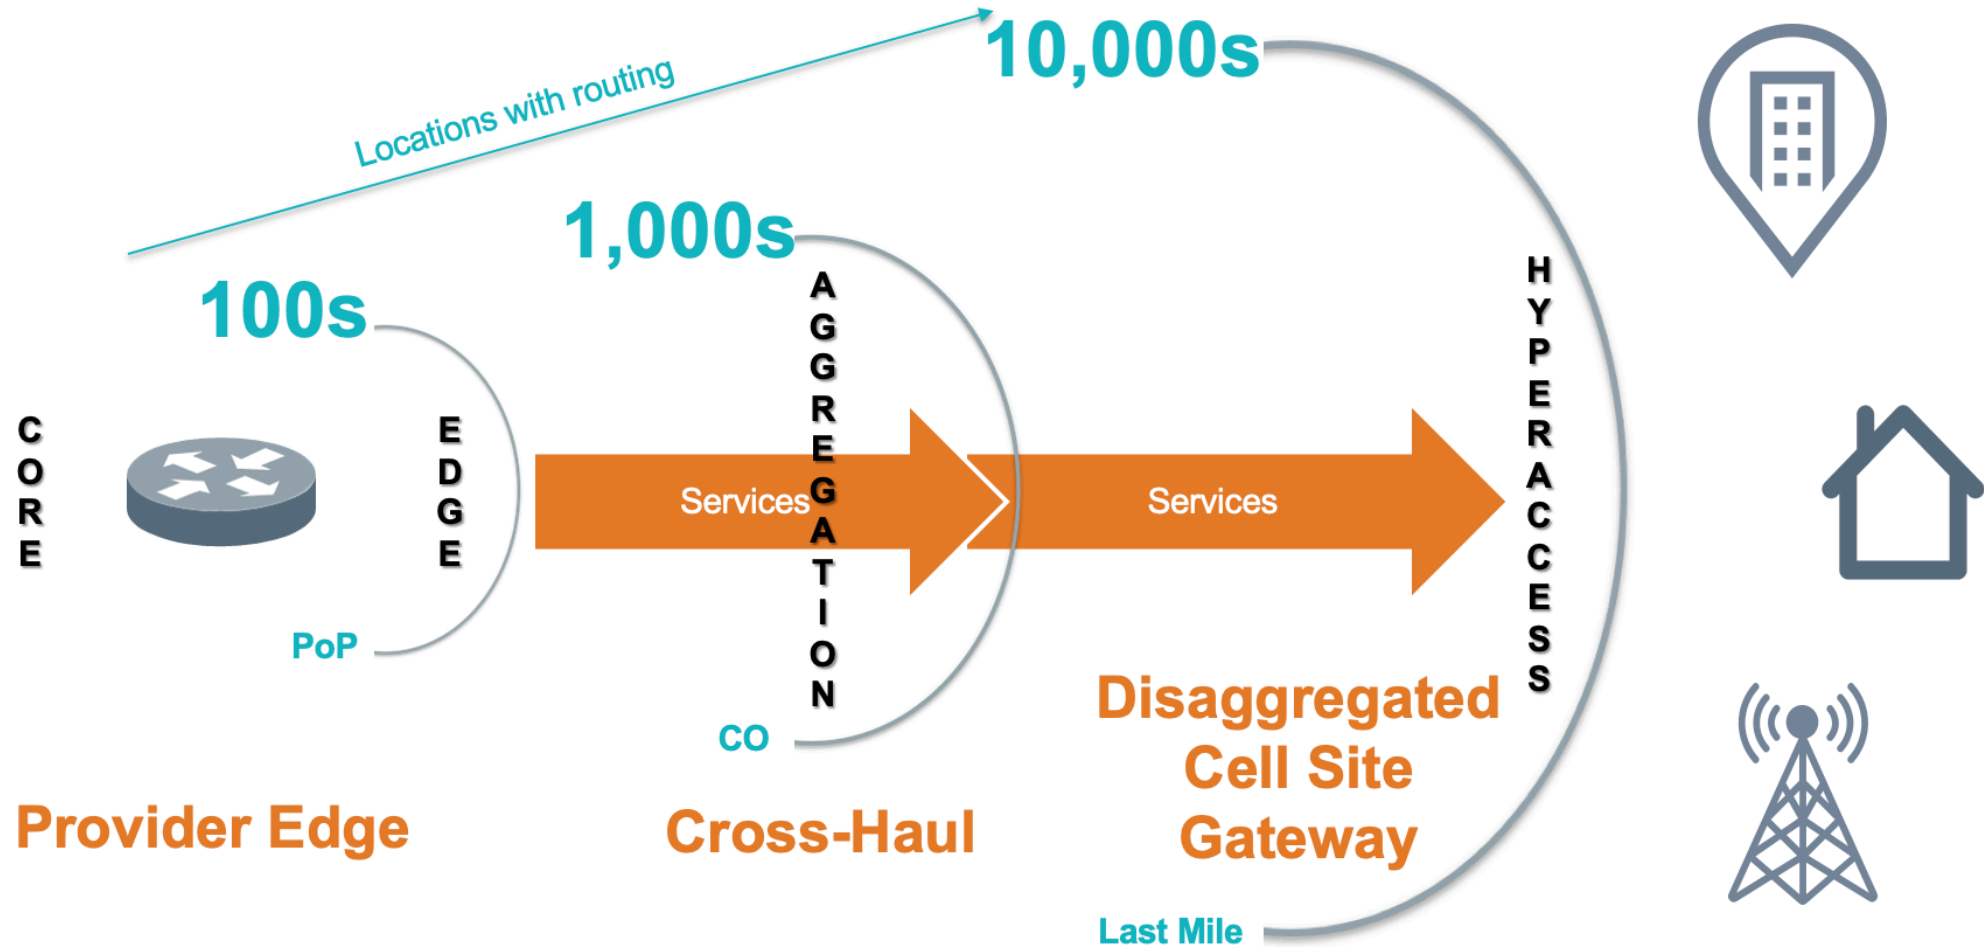 Locations with routing
10,000s
1,000s
100s
CORE
EDGE
AGGREGATION
HYPERACCESS
Services
Services
PoP
CO
Last Mile
Provider Edge
Cross-Haul
Disaggregated
Cell Site
Gateway